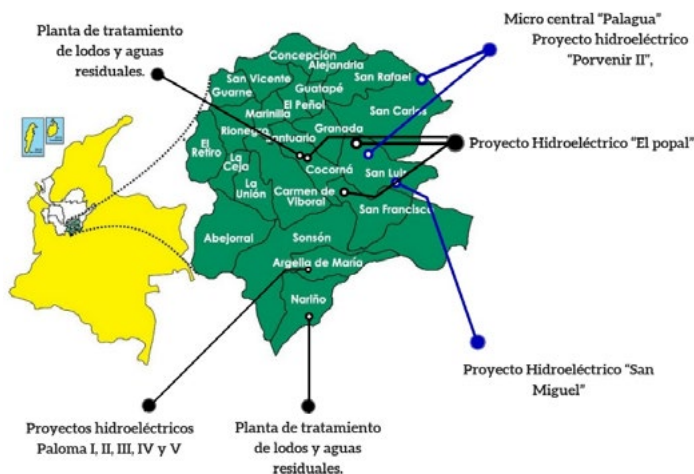 Planta de tratamiento
de lodos y aguas
residuales.
Micro central “Palagua”
Proyecto hidroeléctrico
“Porvenir II”,
Concepción
Alejandria
San Vicente
San Rafael
Guarne
Guatapé
El Peñol
San Carlos
Marinilla
Rionegro
Santuario
Granada
El
Retiro
La
Ceja
Cocorná
San Luis
Proyecto Hidroeléctrico “El popal”
La
Unión
Carmen de
Viboral
San Francisco
Abejorral
Sonsón
Argelia de María
Nariño
Proyecto Hidroeléctrico “San
Miguel”
Proyectos hidroeléctricos
Paloma I, II, III, IV y V
Planta de tratamiento
de lodos y aguas
residuales.